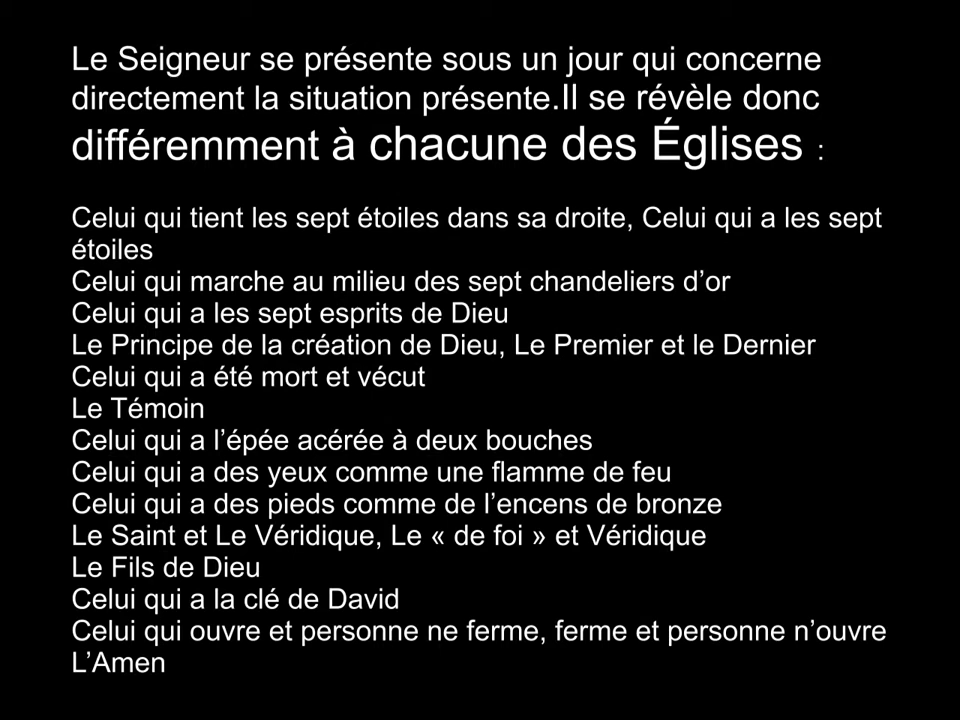 Le Seigneur se présente sous un jour qui concerne
directement la situation présente.Il se révèle donc
différemment à chacune des Églises :
Celui qui tient les sept étoiles dans sa droite, Celui qui a les sept
étoiles
Celui qui marche au milieu des sept chandeliers d’or
Celui qui a les sept esprits de Dieu
Le Principe de la création de Dieu, Le Premier et le Dernier
Celui qui a été mort et vécut
Le Témoin
Celui qui a l’épée acérée à deux bouches
Celui qui a des yeux comme une flamme de feu
Celui qui a des pieds comme de l’encens de bronze
Le Saint et Le Véridique, Le « de foi » et Véridique
Le Fils de Dieu
Celui qui a la clé de David
Celui qui ouvre et personne ne ferme, ferme et personne n’ouvre
L’Amen